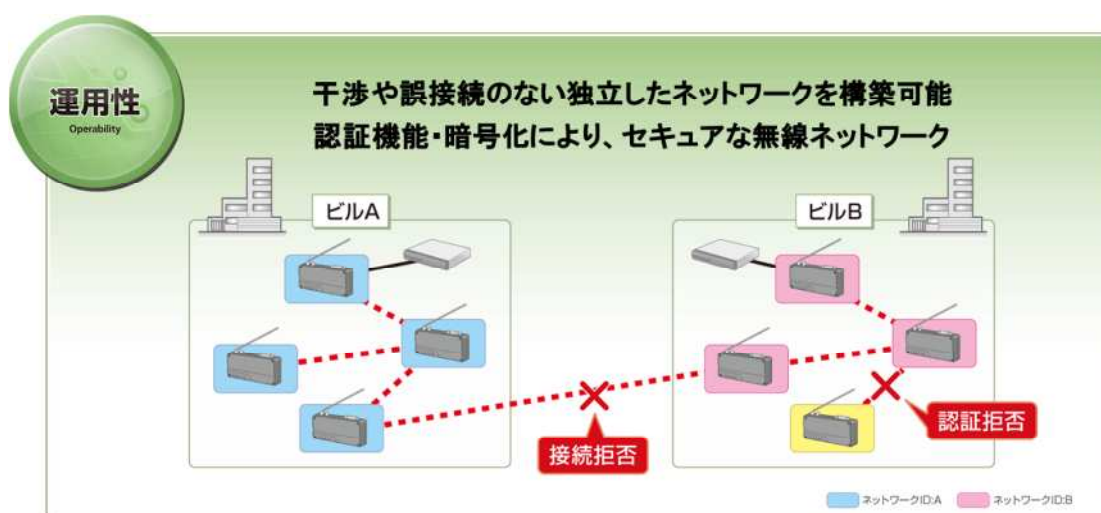 運用性
Operability
干渉や誤接続のない独立したネットワークを構築可能
認証機能・暗号化により、セキュアな無線ネットワーク
ビルA
ビルB
接続拒否
認証拒否
ネットワークID:A
ネットワークID:B